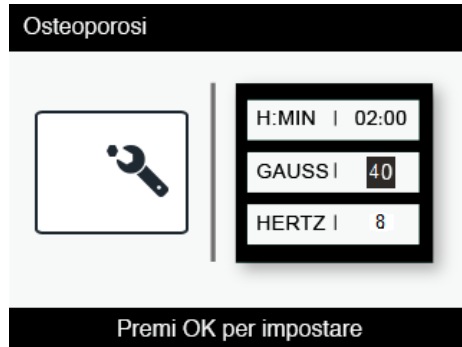 Osteoporosi
H:MIN | 02:00
GAUSS | 40
HERTZ | 8
Premi OK per impostare